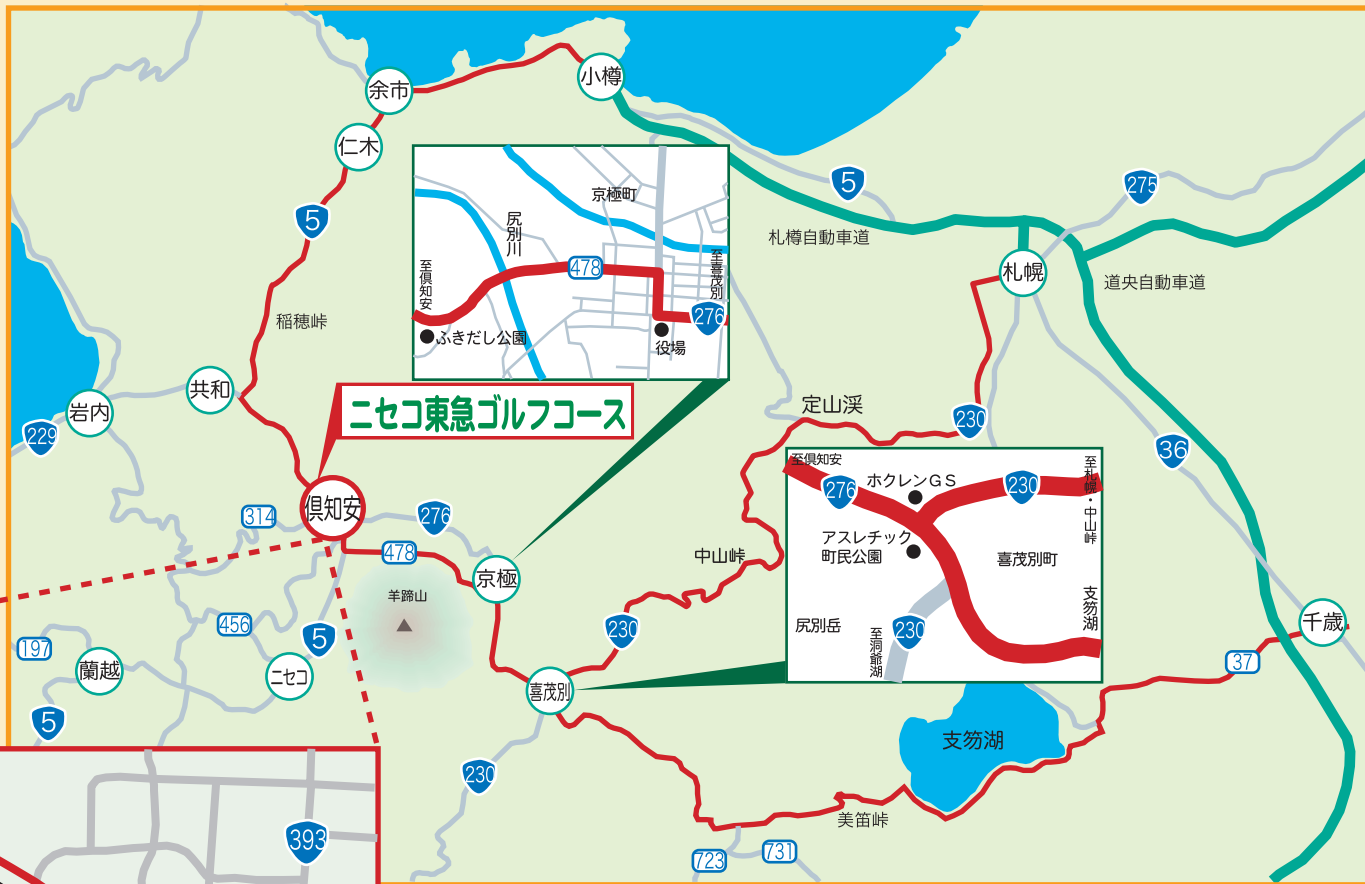 余市
小樽
仁木
5
京極町
尻別川
至倶知安
478
至喜茂別
276
ふきだし公園
役場
5
275
札樽自動車道
札幌
道央自動車道
稲穂峠
共和
岩内
229
ニセコ東急ゴルフコース
定山渓
230
36
倶知安
314
276
478
京極
中山峠
羊蹄山
至倶知安
276
ホクレンGS
230
至札幌・中山峠
アスレチック
町民公園
喜茂別町
尻別岳
230
至洞爺湖
支笏湖
456
5
197
蘭越
ニセコ
5
喜茂別
230
230
千歳
37
支笏湖
美笛峠
723
731
393